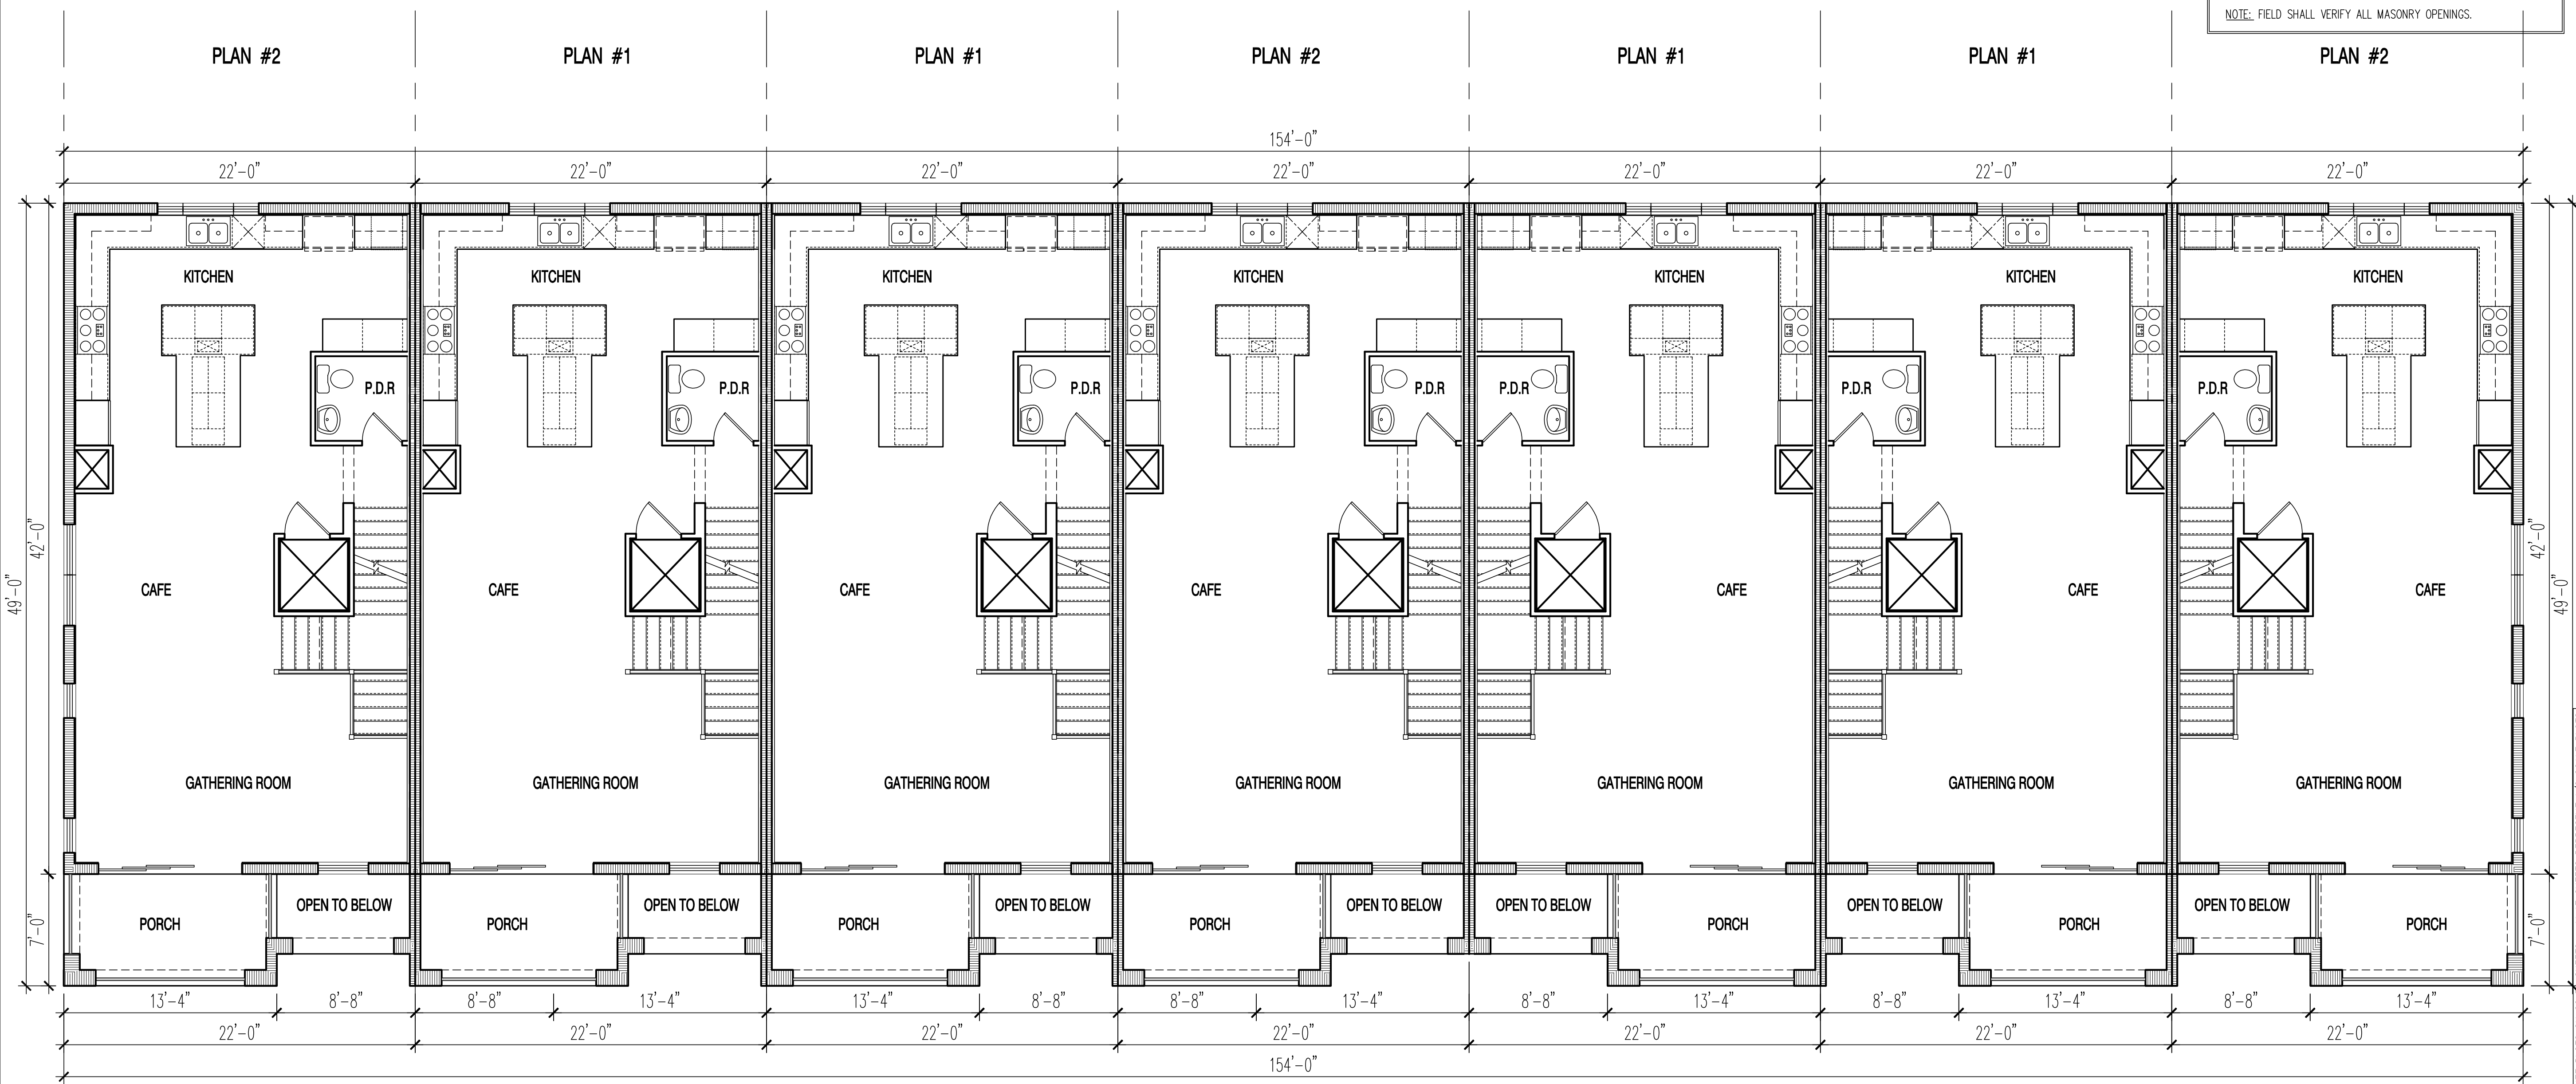 NOTE: FIELD SHALL VERIFY ALL MASONRY OPENINGS.
PLAN #2 PLAN #1 PLAN #1 PLAN #2 PLAN #1 PLAN #1 PLAN #2
154'-0"
22'-0" 22'-0" 22'-0" 22'-0" 22'-0" 22'-0" 22'-0"
KITCHEN KITCHEN KITCHEN KITCHEN KITCHEN KITCHEN KITCHEN
P.D.R P.D.R P.D.R P.D.R P.D.R P.D.R P.D.R
42'-0" 42'-0"
49'-0" 49'-0"
CAFE CAFE CAFE CAFE CAFE CAFE CAFE
GATHERING ROOM GATHERING ROOM GATHERING ROOM GATHERING ROOM GATHERING ROOM GATHERING ROOM GATHERING ROOM
OPEN TO BELOW OPEN TO BELOW OPEN TO BELOW OPEN TO BELOW OPEN TO BELOW OPEN TO BELOW OPEN TO BELOW
7'-0" PORCH PORCH PORCH PORCH PORCH PORCH PORCH 7'-0"
13'-4" 8'-8" 8'-8" 13'-4" 13'-4" 8'-8" 8'-8" 13'-4" 8'-8" 13'-4" 8'-8" 13'-4" 8'-8" 13'-4"
22'-0" 22'-0" 22'-0" 22'-0" 22'-0" 22'-0" 22'-0"
154'-0"